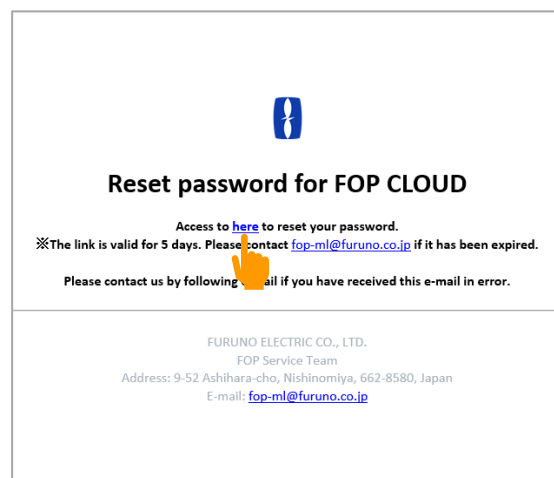 Reset password for FOP CLOUD
Access to here to reset your password.
※The link is valid for 5 days. Please contact fop-ml@furuno.co.jp if it has been expired.
Please contact us by following ail if you have received this e-mail in error.
FURUNO ELECTRIC CO., LTD.
FOP Service Team
Address: 9-52 Ashihara-cho, Nishinomiya, 662-8580, Japan
E-mail: fop-ml@furuno.co.jp